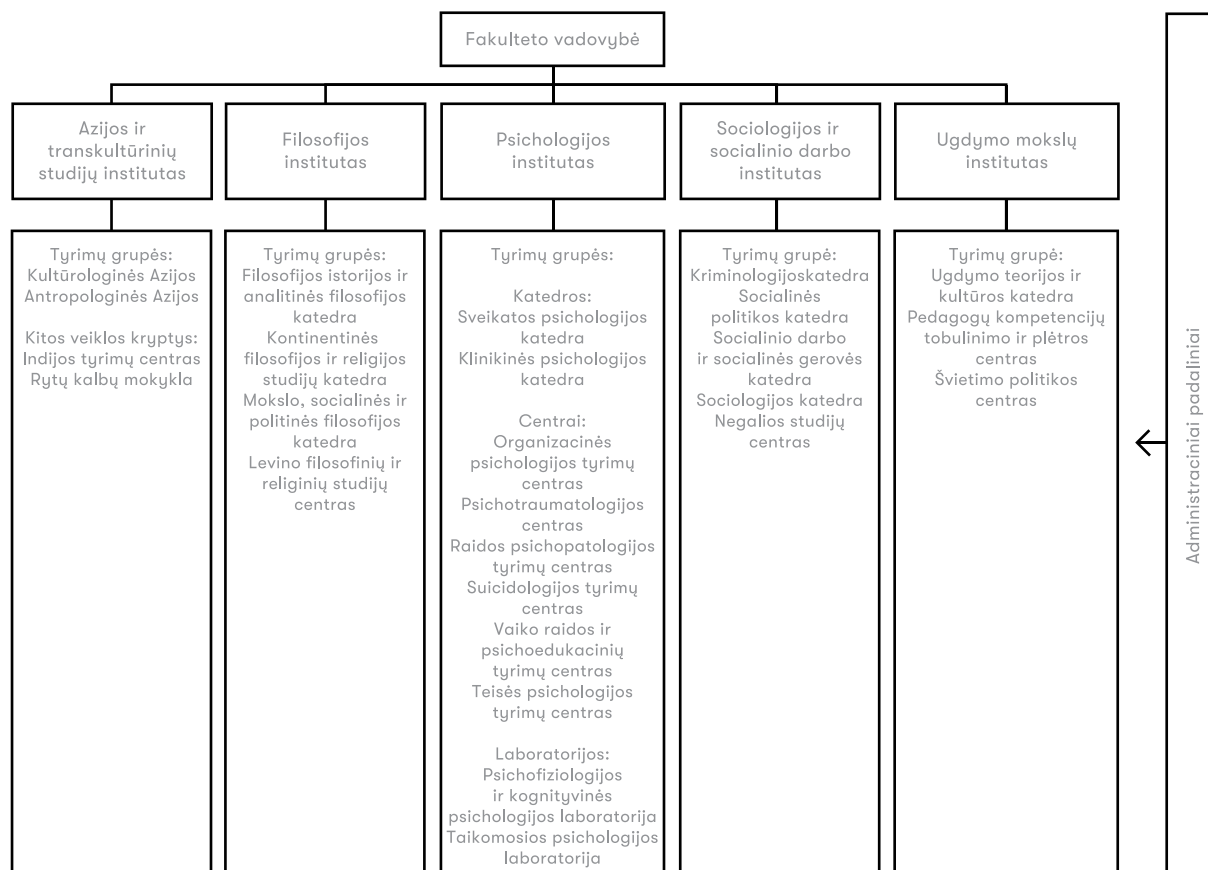 Fakulteto vadovybė
Azijos ir
transkultūrinių
studijų institutas
Filosofijos
institutas
Psichologijos
institutas
Sociologijos ir
socialinio darbo
institutas
Ugdymo mokslų
institutas
Tyrimų grupės:
Kultūrologinės Azijos
Antropologinės Azijos
Kitos veiklos kryptys:
Indijos tyrimų centras
Rytų kalbų mokykla
Tyrimų grupės:
Filosofijos istorijos ir
analitinės filosofijos
katedra
Kontinentinės
filosofijos ir religijos
studijų katedra
Mokslo, socialinės ir
politinės filosofijos
katedra
Levino filosofinių ir
religinių studijų
centras
Tyrimų grupės:
Katedros:
Sveikatos psichologijos
katedra
Klinikinės psichologijos
katedra
Centrai:
Organizacinės
psichologijos tyrimų
centras
Psichotraumatologijos
centras
Raidos psichopatologijos
tyrimų centras
Suicidologijos tyrimų
centras
Vaiko raidos ir
psichoedukacinių
tyrimų centras
Teisės psichologijos
tyrimų centras
Laboratorijos:
Psichofiziologijos
ir kognityvinės
psichologijos laboratorija
Taikomosios psichologijos
laboratorija
Tyrimų grupė:
Kriminologijoskatedra
Socialinės
politikos katedra
Socialinio darbo
ir socialinės gerovės
katedra
Sociologijos katedra
Negalios studijų
centras
Tyrimų grupė:
Ugdymo teorijos ir
kultūros katedra
Pedagogų kompetencijų
tobulinimo ir plėtros
centras
Švietimo politikos
centras
Administraciniai padaliniai